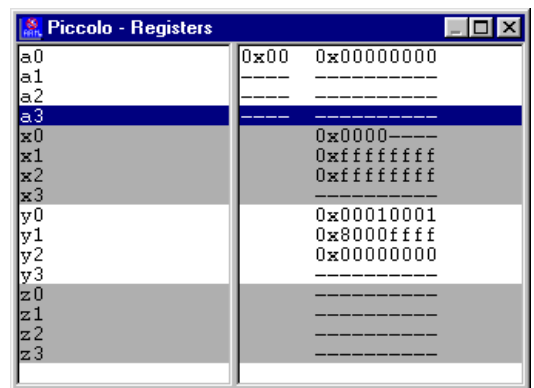 Piccolo - Registers
a0 0x00 0x00000000
a1 ---- ----------
a2 ---- ----------
a3 ---- ----------
x0 0x0000----
x1 0xffffffff
x2 0xffffffff
x3 ----------
y0 0x00010001
y1 0x8000ffff
y2 0x00000000
y3 ----------
z0 ----------
z1 ----------
z2 ----------
z3 ----------